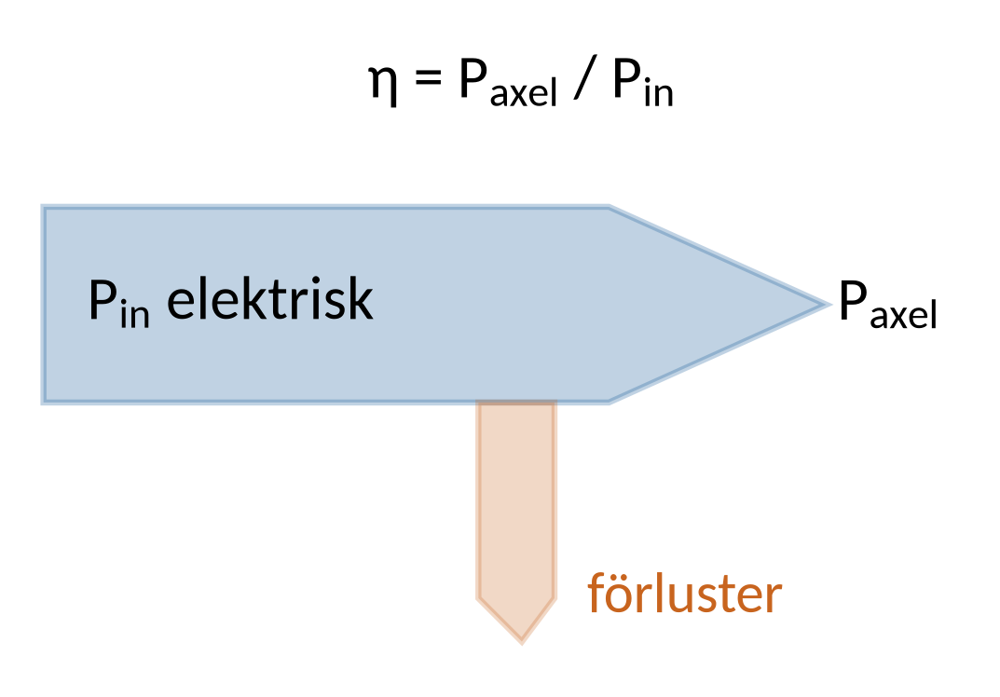 η = Paxel / Pin
Pin elektrisk
Paxel
förluster